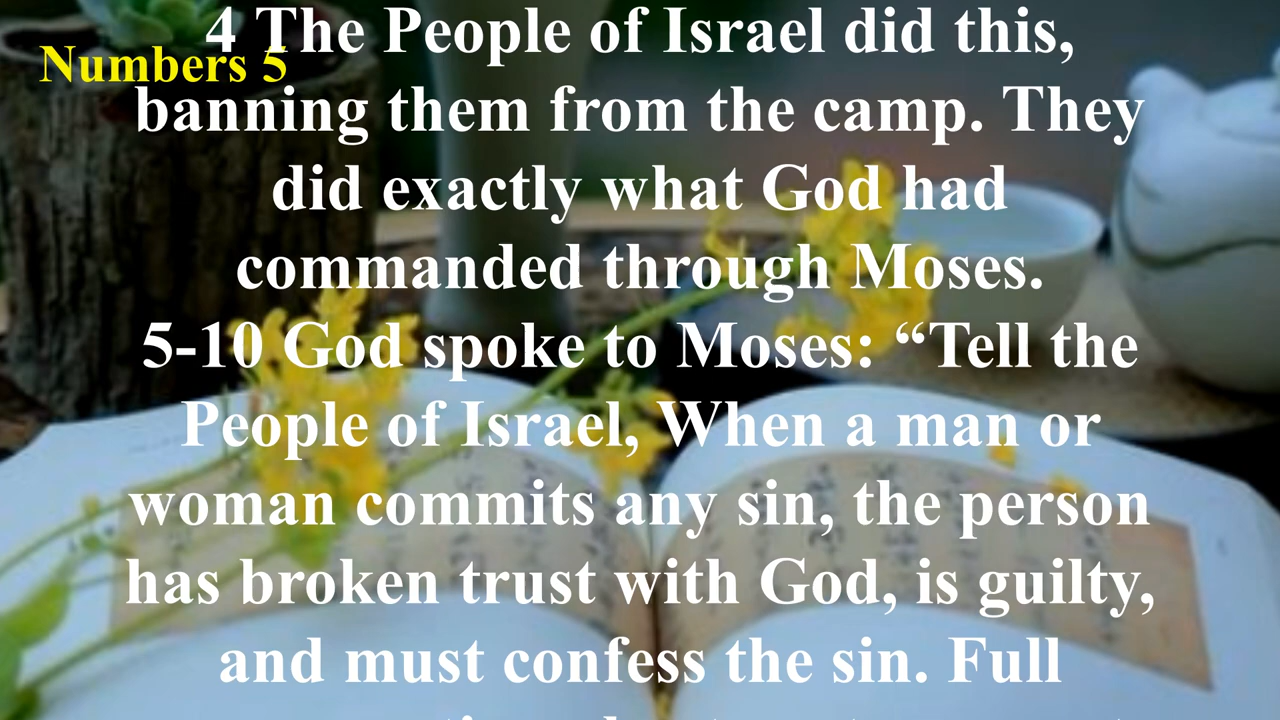 Numbers 5
4 The People of Israel did this,
banning them from the camp. They
did exactly what God had
commanded through Moses.
5-10 God spoke to Moses: “Tell the
People of Israel, When a man or
woman commits any sin, the person
has broken trust with God, is guilty,
and must confess the sin. Full